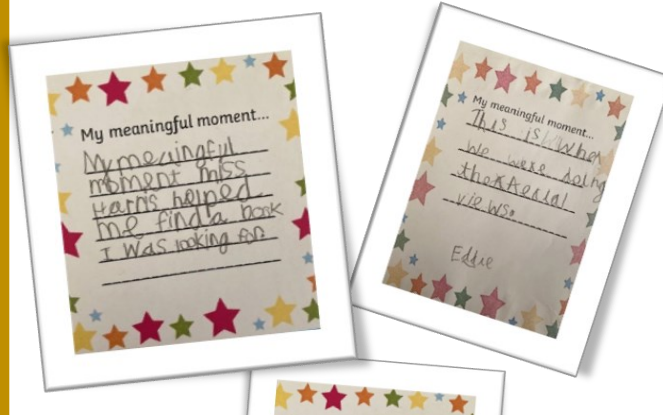 My meaningful moment...
My meaingful
moment miss
Harris helped
me find a book
I was looking for.
My meaningful moment...
This is when
we were doing
the Aerial
views.
Eddie